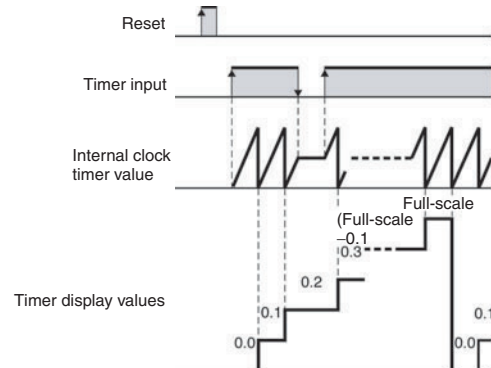 Reset
Timer input
Internal clock
timer value
Full-scale
(Full-scale
–0.1
0.3
0.2
Timer display values
0.1
0.1
0.0
0.0